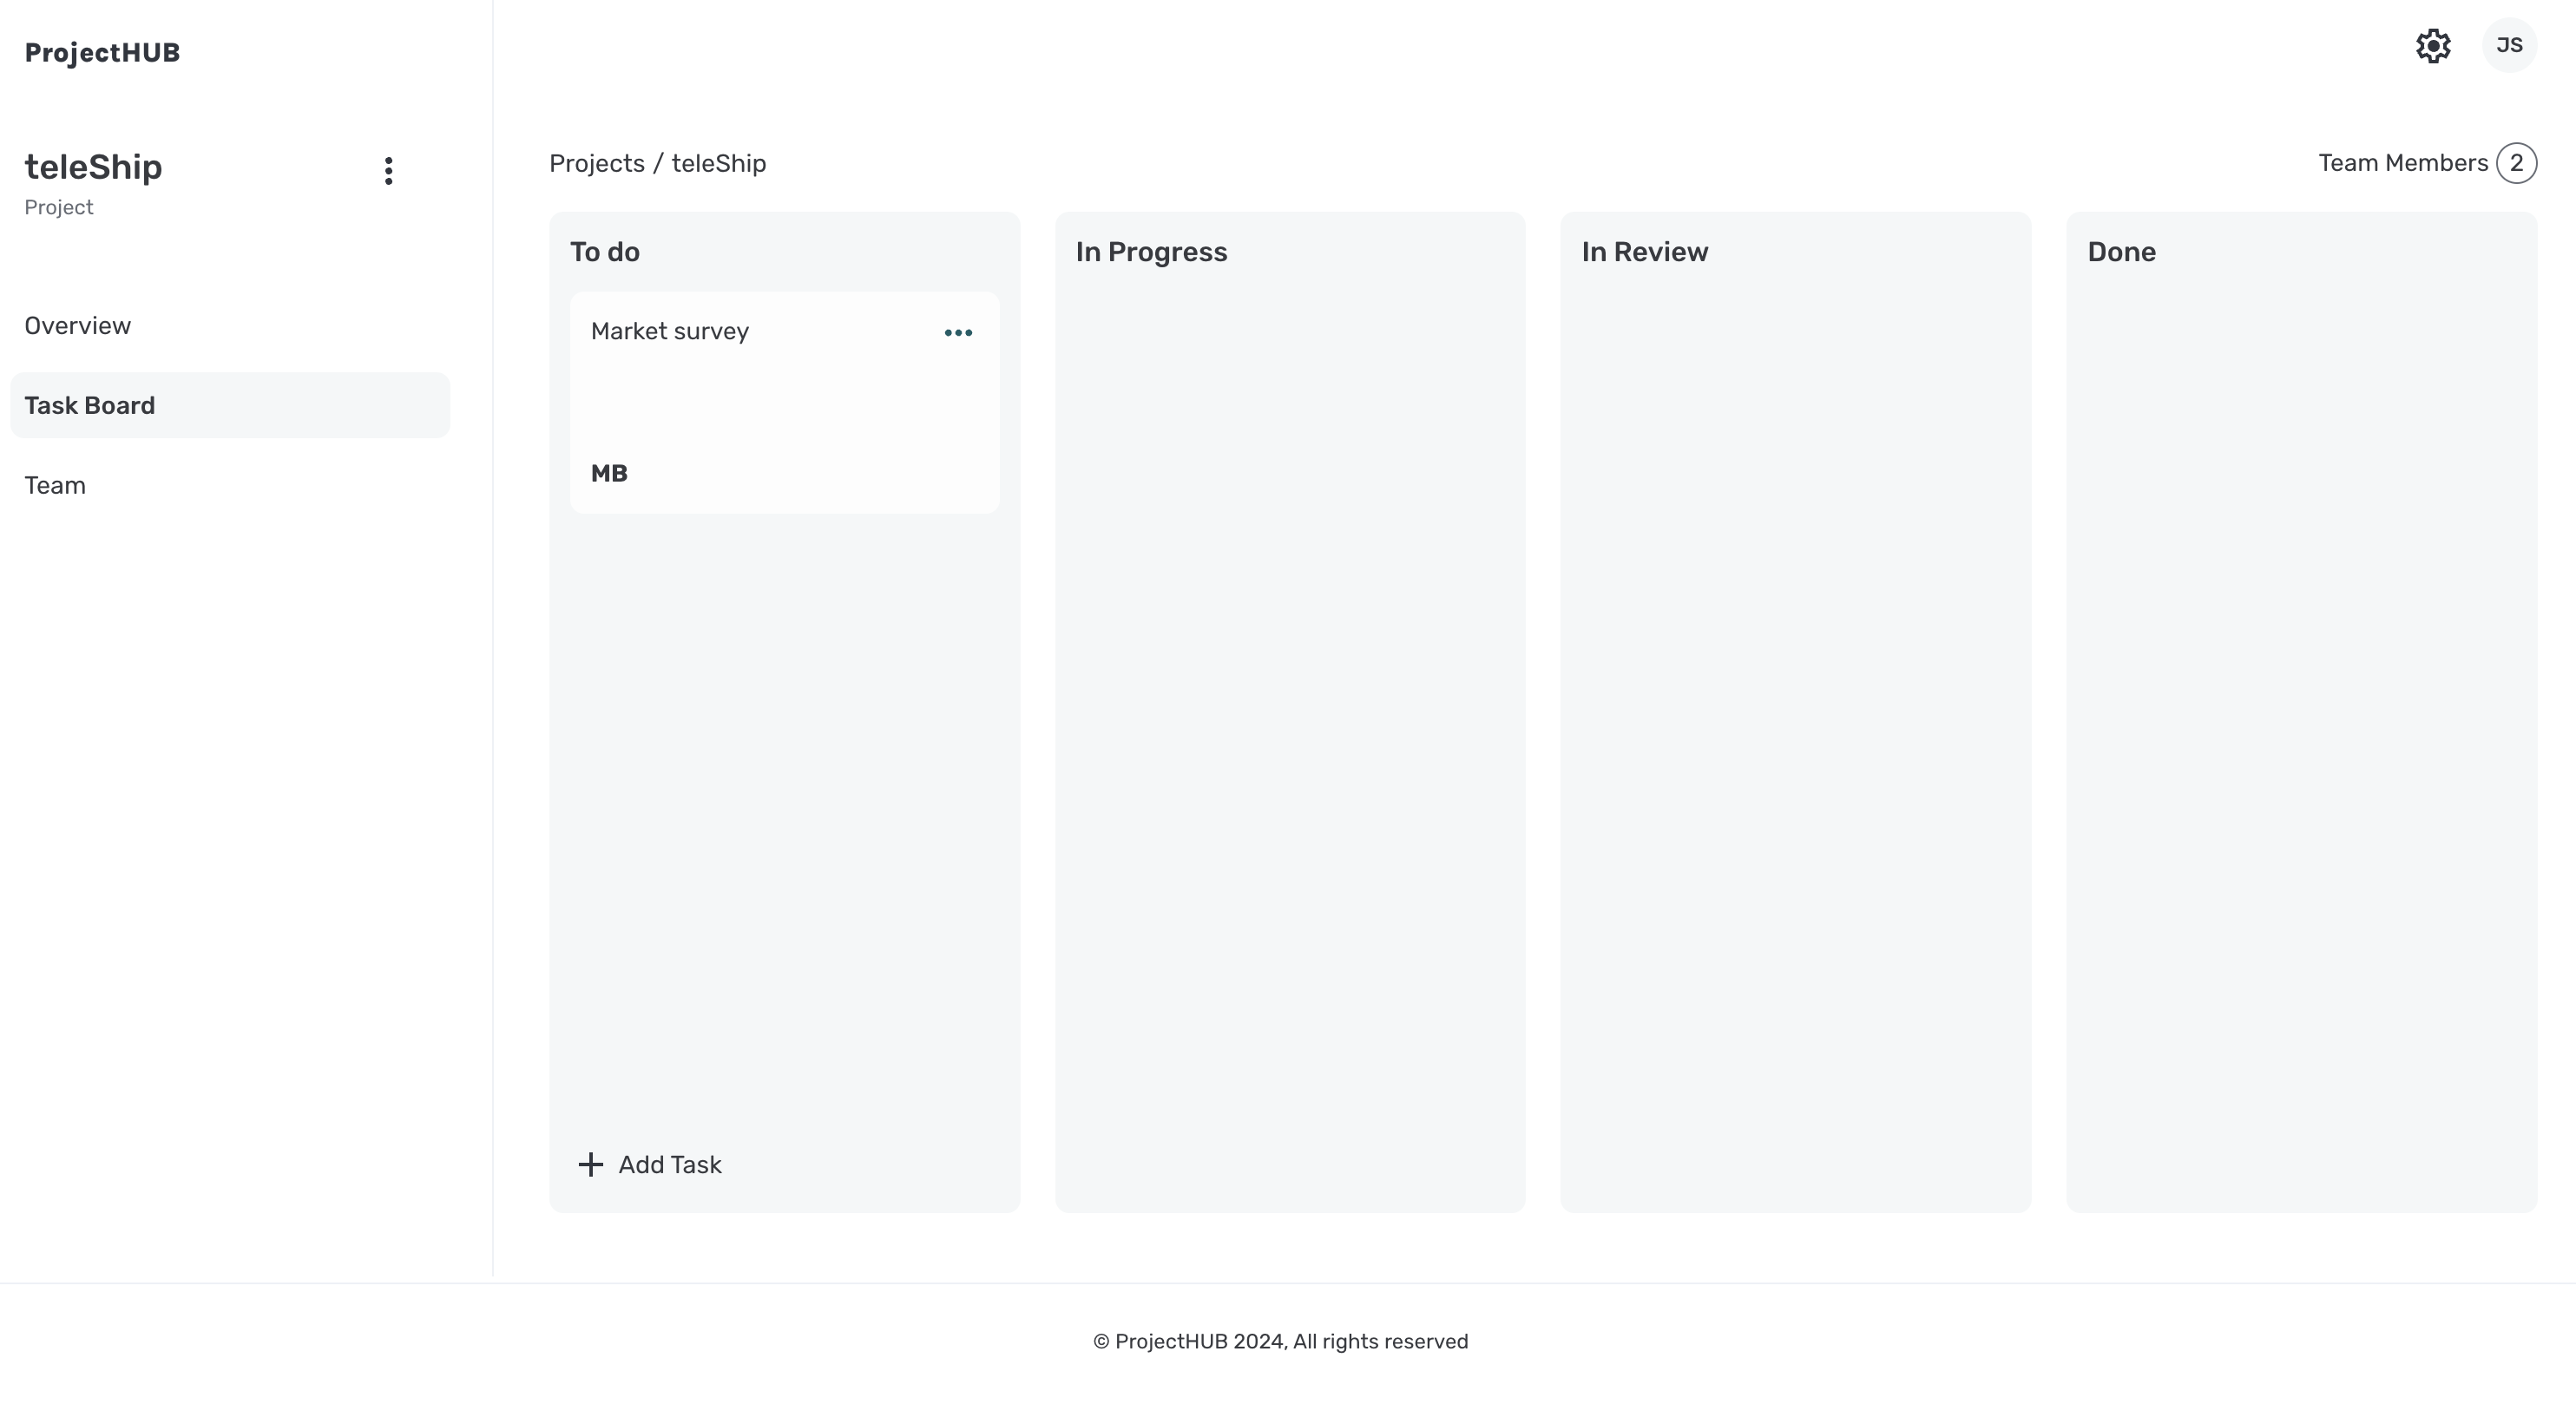 ProjectHUB
JS
teleShip
Project
Overview
Task Board
Team
Projects / teleShip
Team Members 2
To do
Market survey
MB
Add Task
In Progress
In Review
Done
© ProjectHUB 2024, All rights reserved